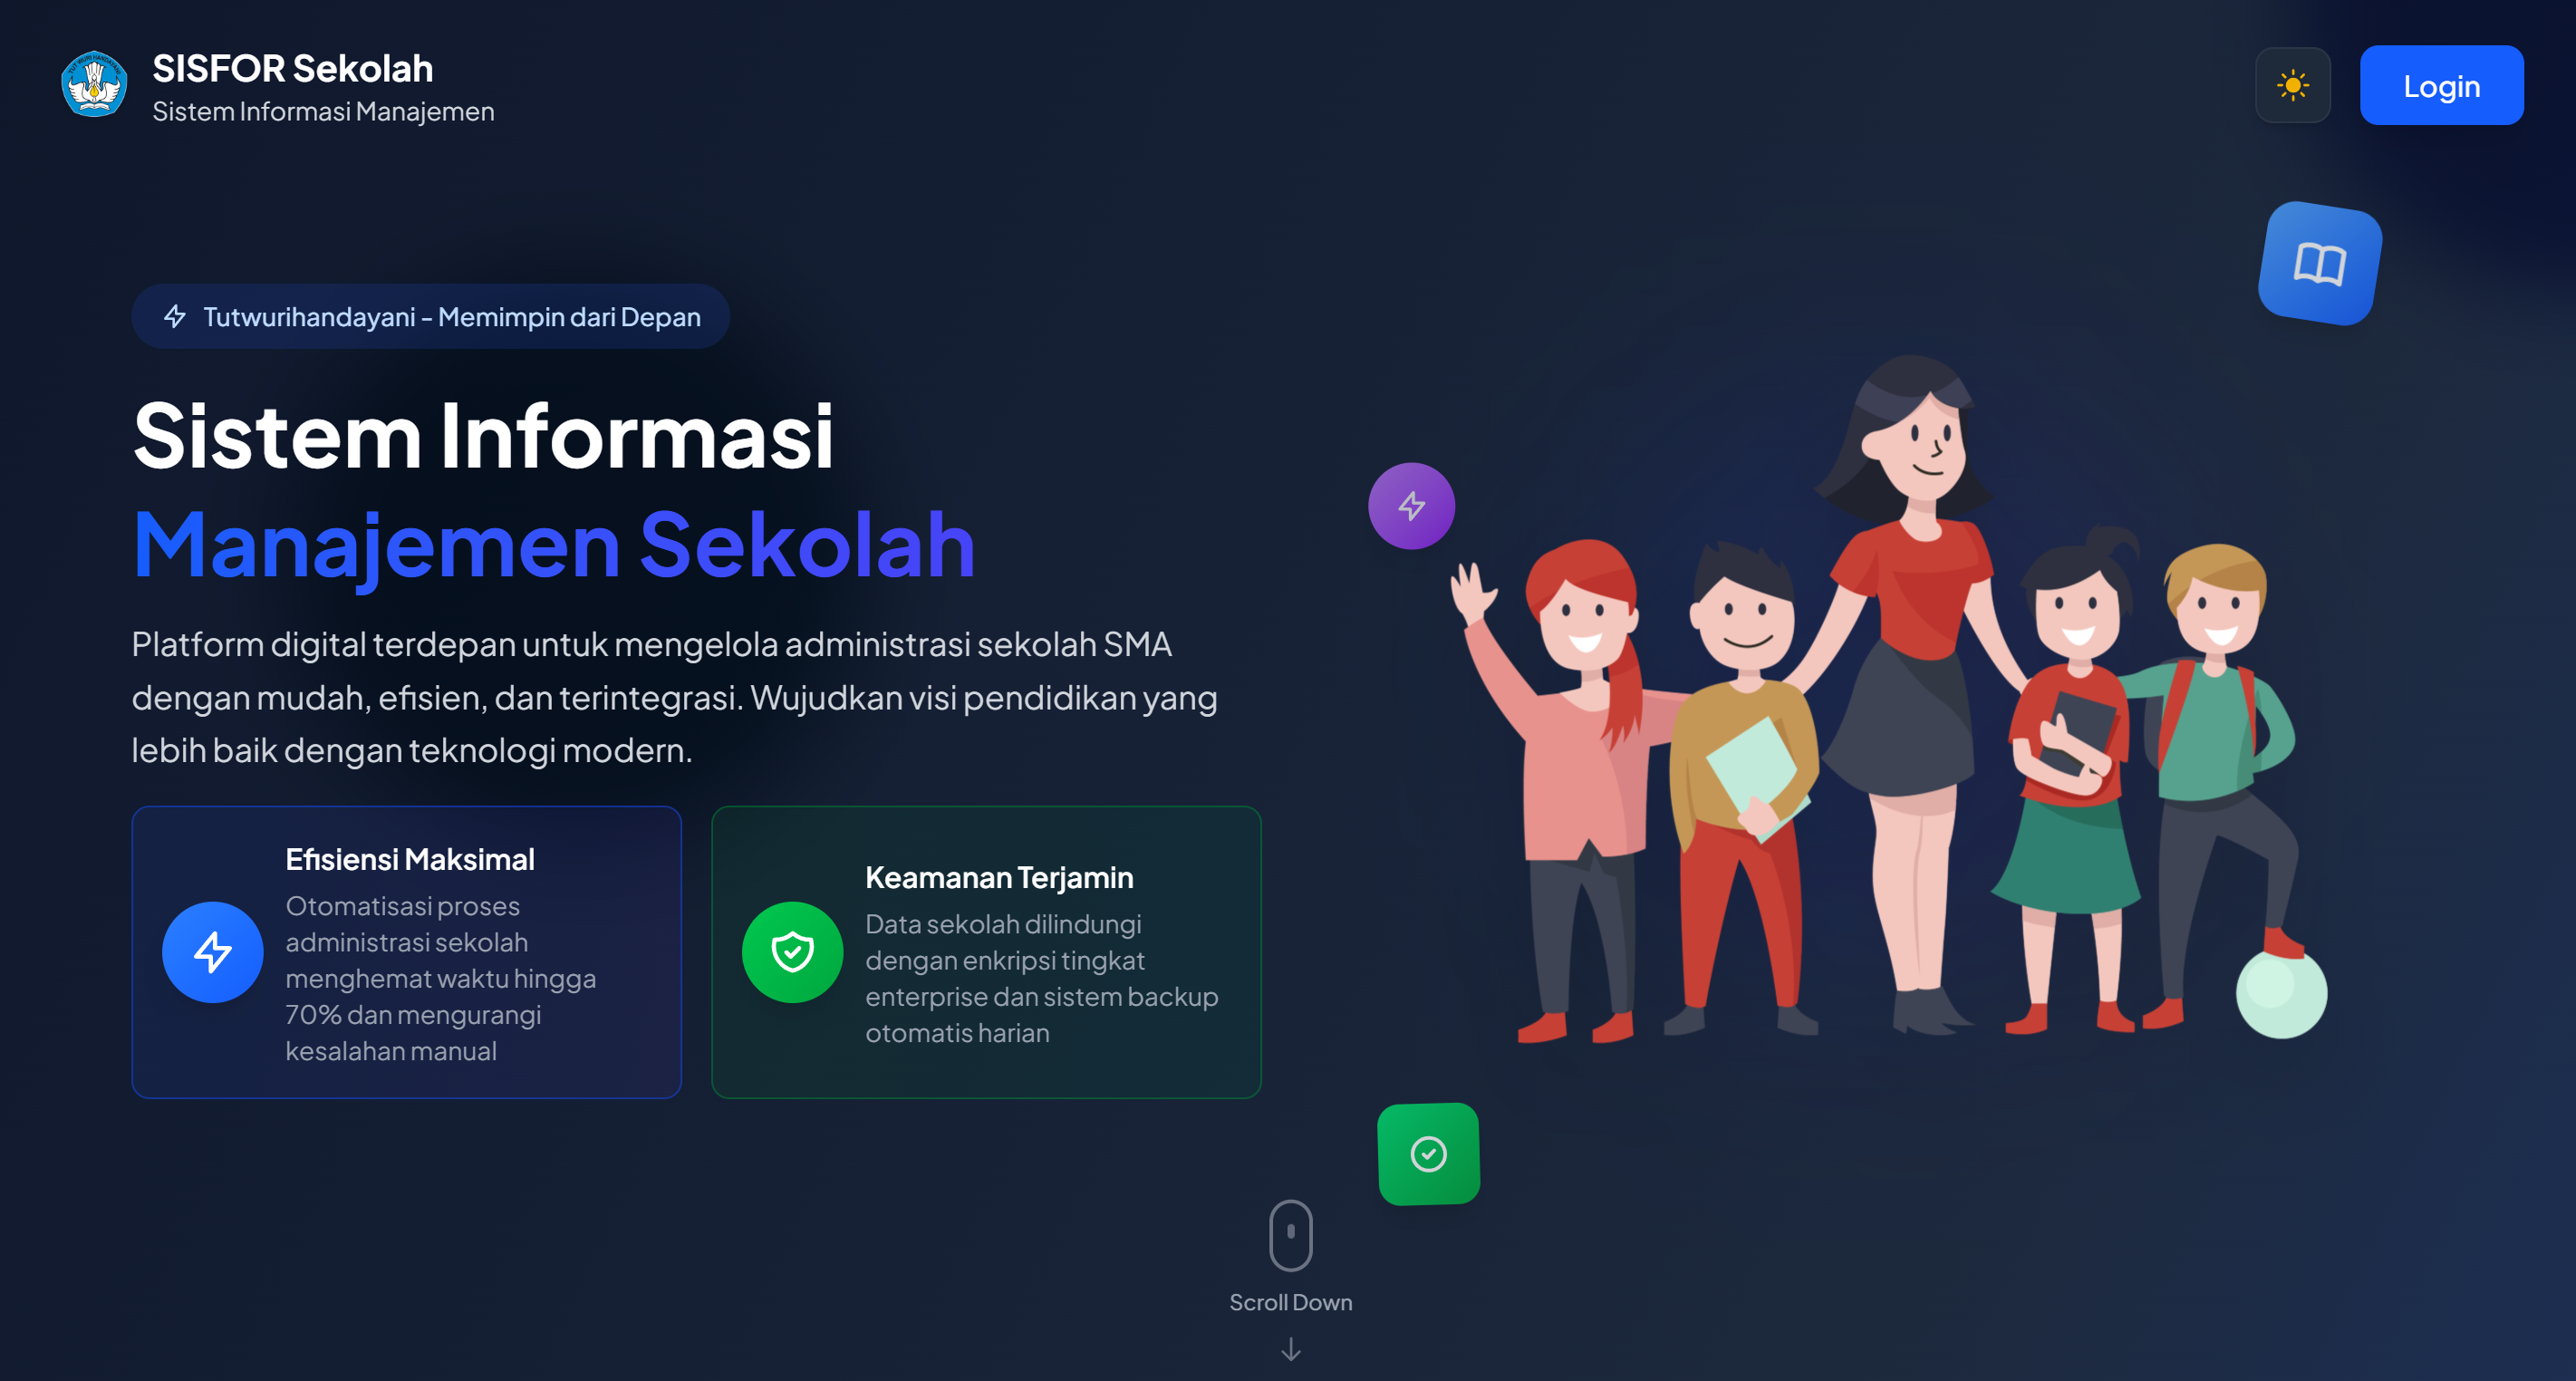 SISFOR Sekolah
Sistem Informasi Manajemen
Login
Tutwurihandayani - Memimpin dari Depan
Sistem Informasi
Manajemen Sekolah
Platform digital terdepan untuk mengelola administrasi sekolah SMA
dengan mudah, efisien, dan terintegrasi. Wujudkan visi pendidikan yang
lebih baik dengan teknologi modern.
Efisiensi Maksimal
Otomatisasi proses
administrasi sekolah
menghemat waktu hingga
70% dan mengurangi
kesalahan manual
Keamanan Terjamin
Data sekolah dilindungi
dengan enkripsi tingkat
enterprise dan sistem backup
otomatis harian
Scroll Down